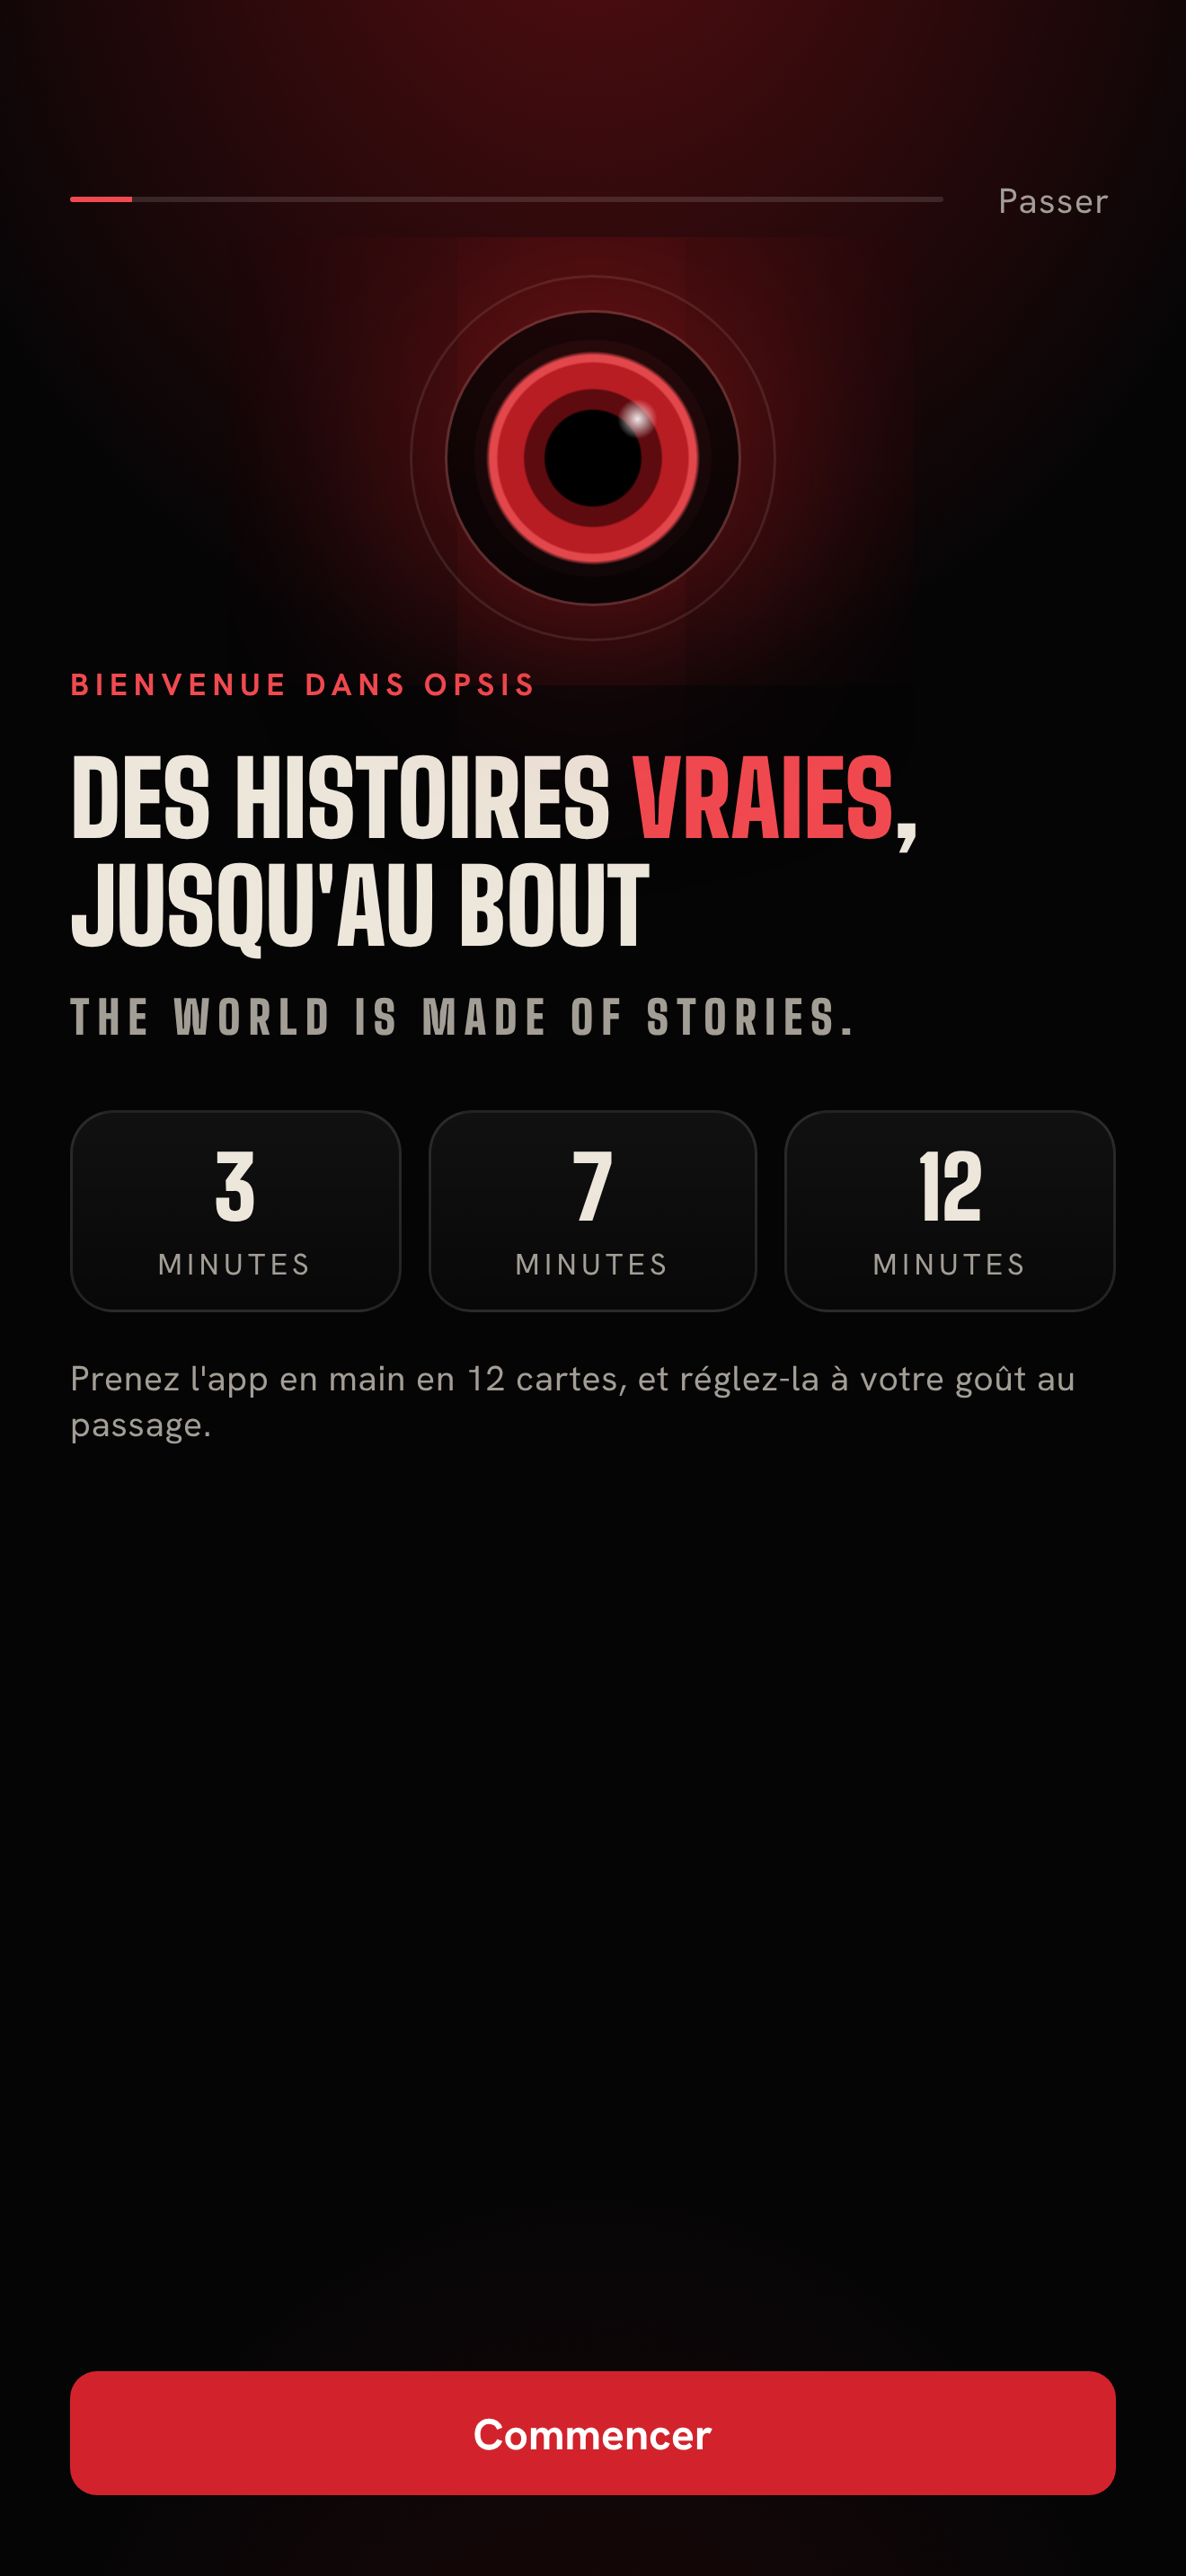 Passer
BIENVENUE DANS OPSIS
DES HISTOIRES VRAIES,
JUSQU'AU BOUT
THE WORLD IS MADE OF STORIES.
3
MINUTES
7
MINUTES
12
MINUTES
Prenez l'app en main en 12 cartes, et réglez-la à votre goût au
passage.
Commencer